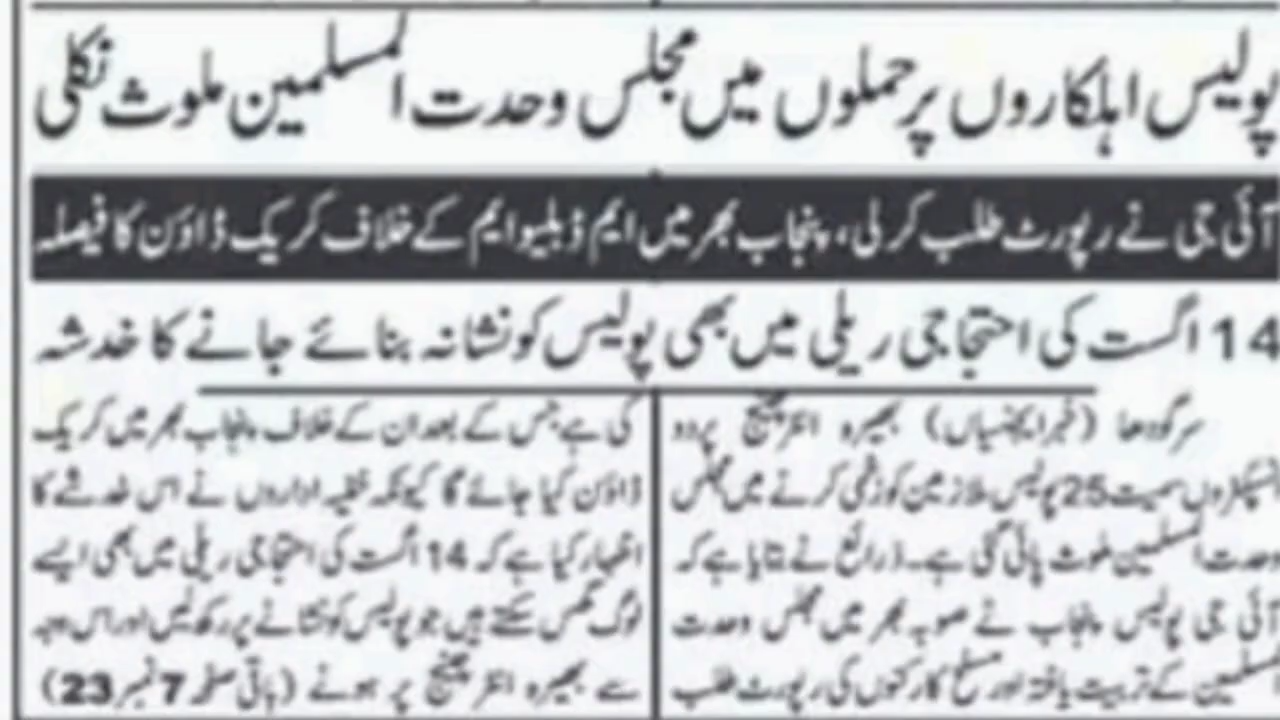 پولیس اہلکاروں پر حملوں میں مجلس وحدت المسلمین ملوث نکلی
آئی جی نے رپورٹ طلب کر لی، پنجاب بھر میں ایم ڈبلیو ایم کے خلاف کریک ڈاؤن کا فیصلہ
14 اگست کی احتجاجی ریلی میں بھی پولیس کو نشانہ بنائے جانے کا خدشہ
سرگودھا (خبر ایجنسیاں) بھیرہ انٹرچینج پر دو
انسپکٹروں سمیت 25 پولیس ملازمین کو زخمی کرنے میں مجلس
وحدت المسلمین ملوث پائی گئی ہے۔ ذرائع نے بتایا ہے کہ
آئی جی پولیس پنجاب نے صوبہ بھر میں مجلس وحدت
المسلمین کے تربیت یافتہ اور مسلح کارکنوں کی رپورٹ طلب
کی ہے جس کے بعد ان کے خلاف پنجاب بھر میں کریک
ڈاؤن کیا جائے گا کیونکہ خفیہ اداروں نے اس خدشے کا
اظہار کیا ہے کہ 14 اگست کی احتجاجی ریلی میں بھی ایسے
لوگ گھس سکتے ہیں جو پولیس کو نشانے پر رکھ لیں اور اس وجہ
سے بھیرہ انٹرچینج پر ہونے (باقی صفحہ 7 نمبر 23)